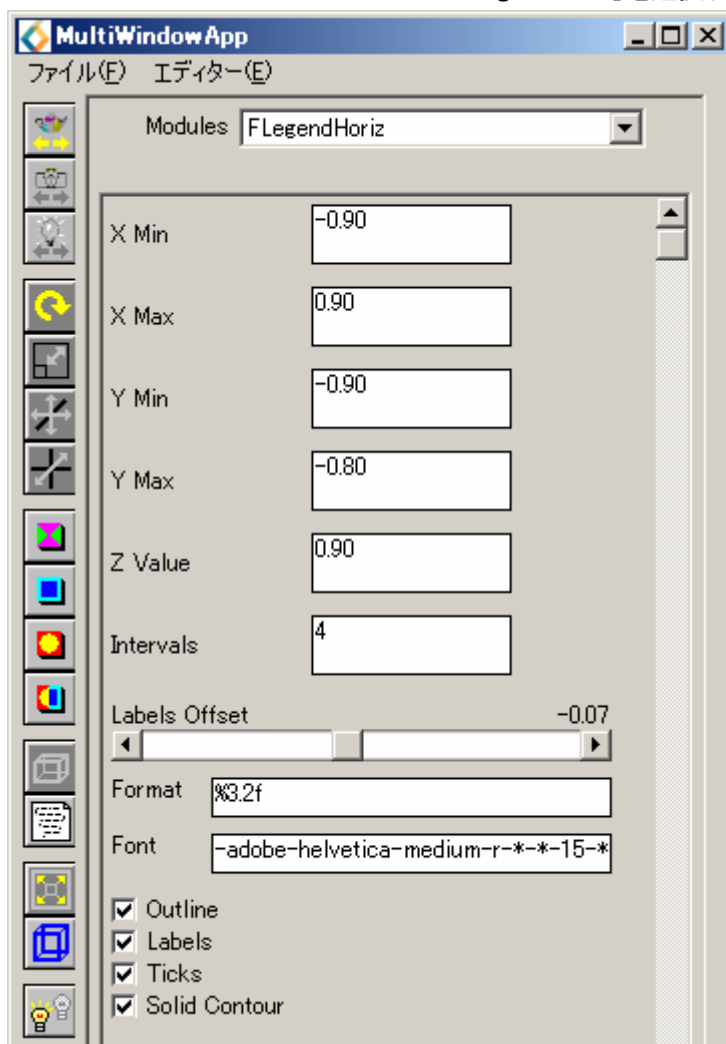 MultiWindowApp
ファイル(F) エディター(E)
Modules FLegendHoriz
X Min -0.90
X Max 0.90
Y Min -0.90
Y Max -0.80
Z Value 0.90
Intervals 4
Labels Offset -0.07
Format %3.2f
Font -adobe-helvetica-medium-r-*-*-15-*
Outline
Labels
Ticks
Solid Contour